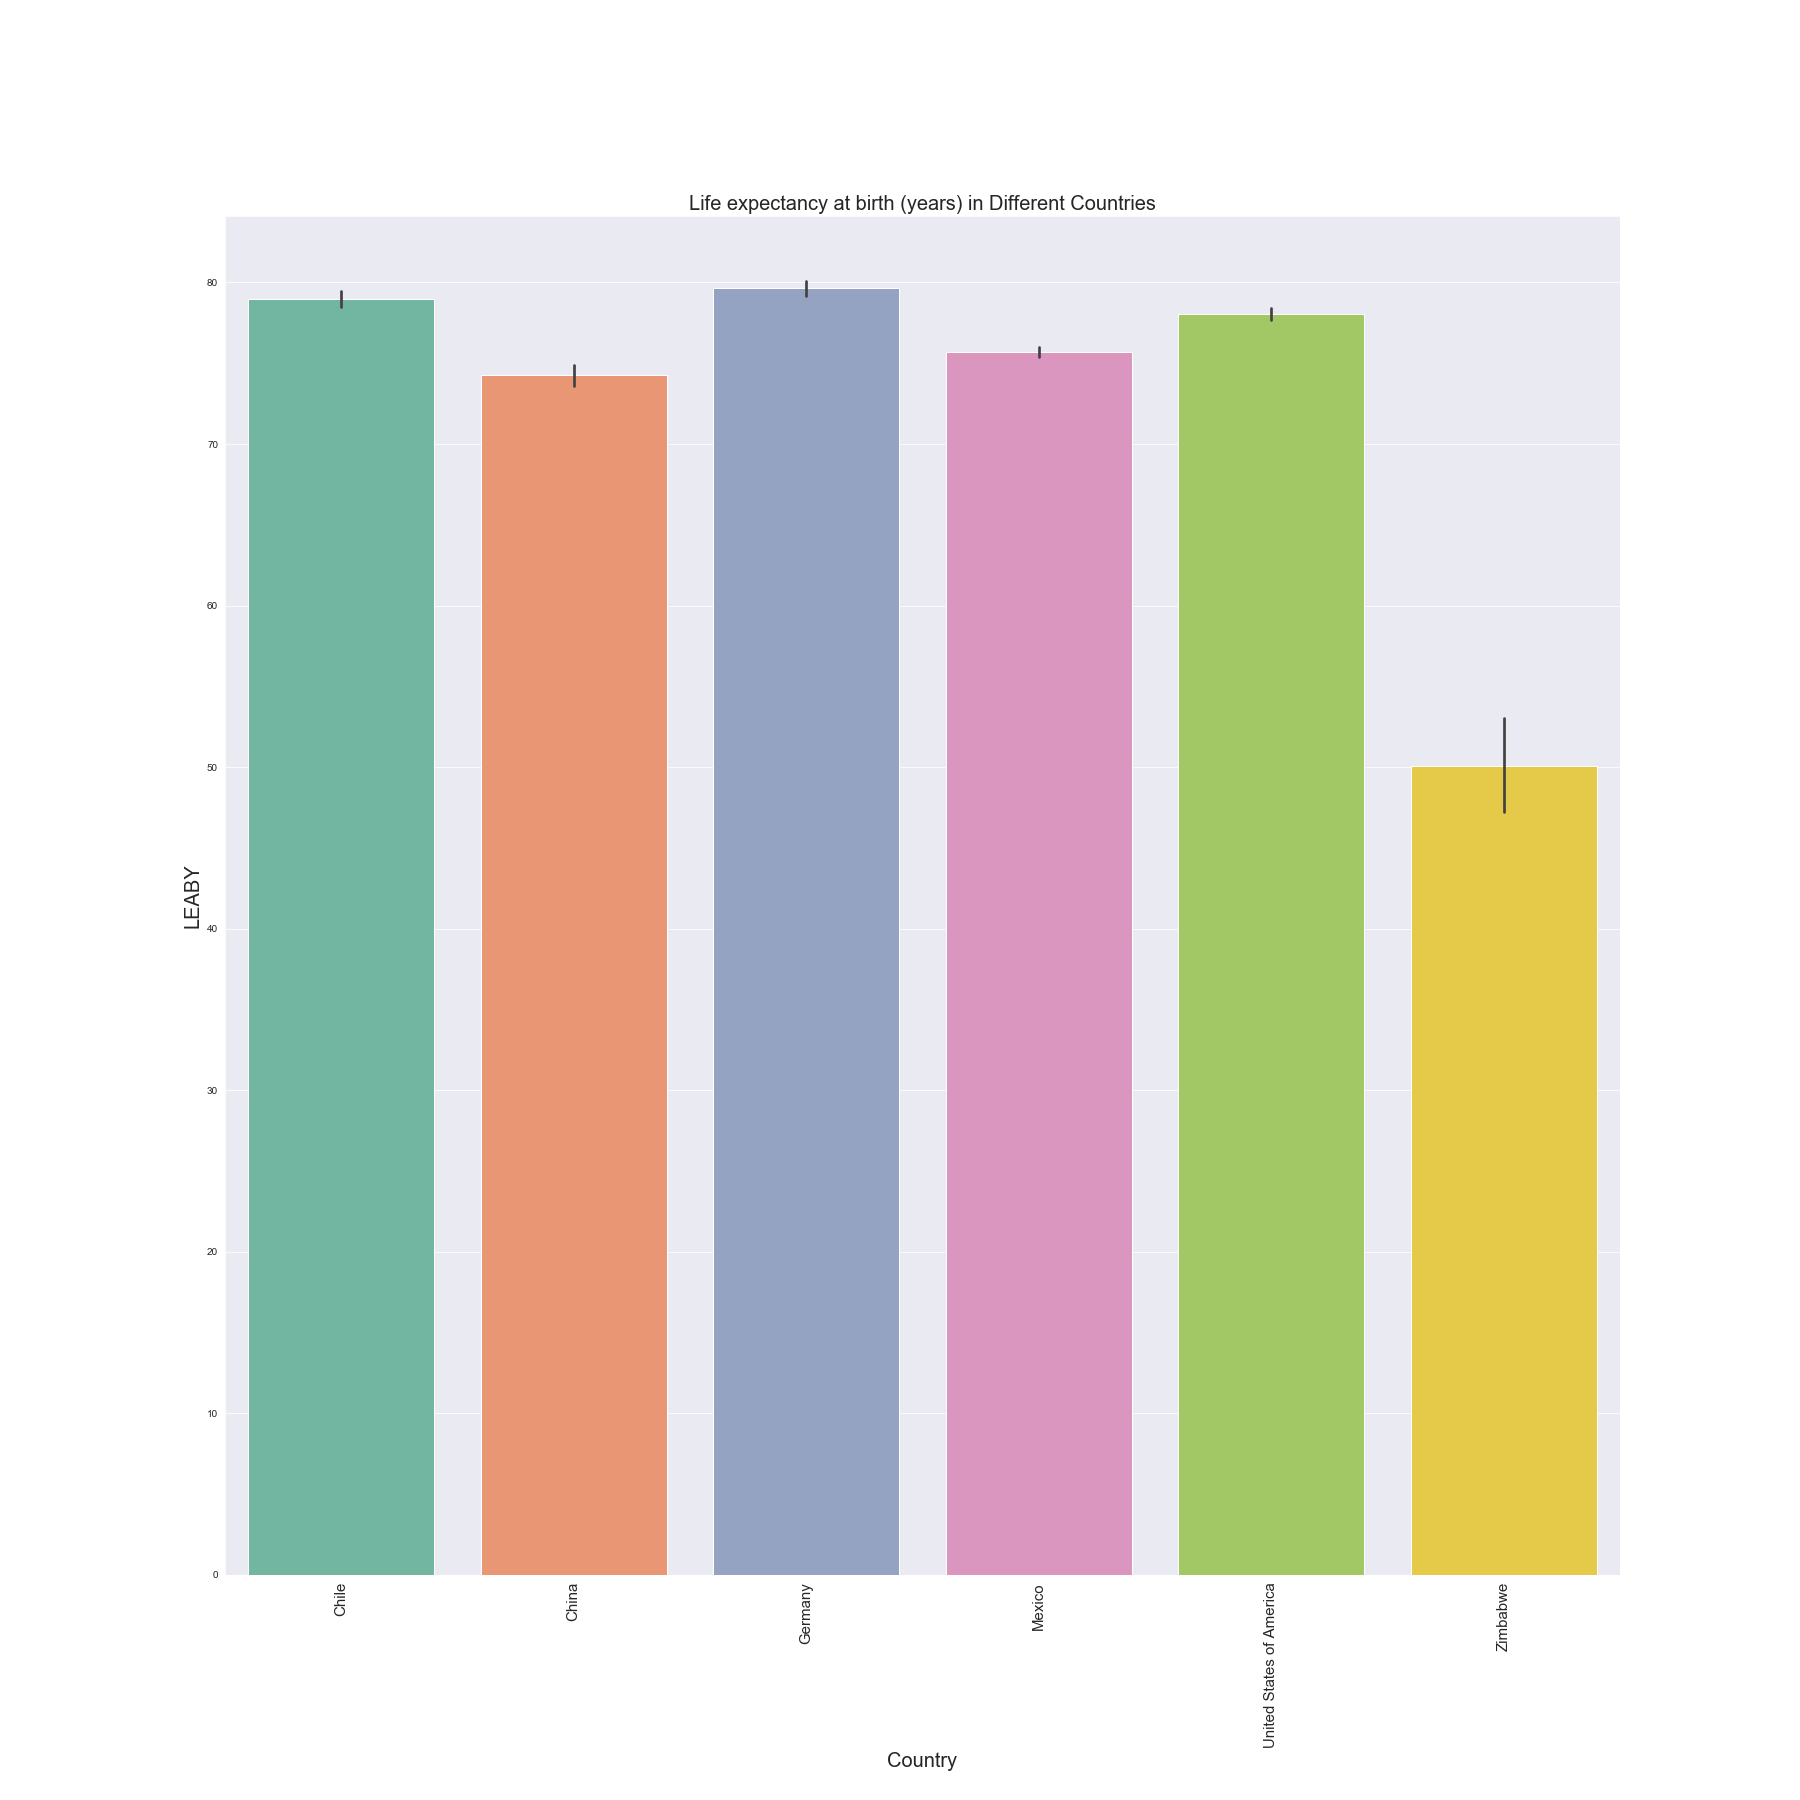 Life expectancy at birth (years) in Different Countries
80
70
60
50
40
30
20
10
0
LEABY
Chile
China
Germany
Mexico
United States of America
Zimbabwe
Country